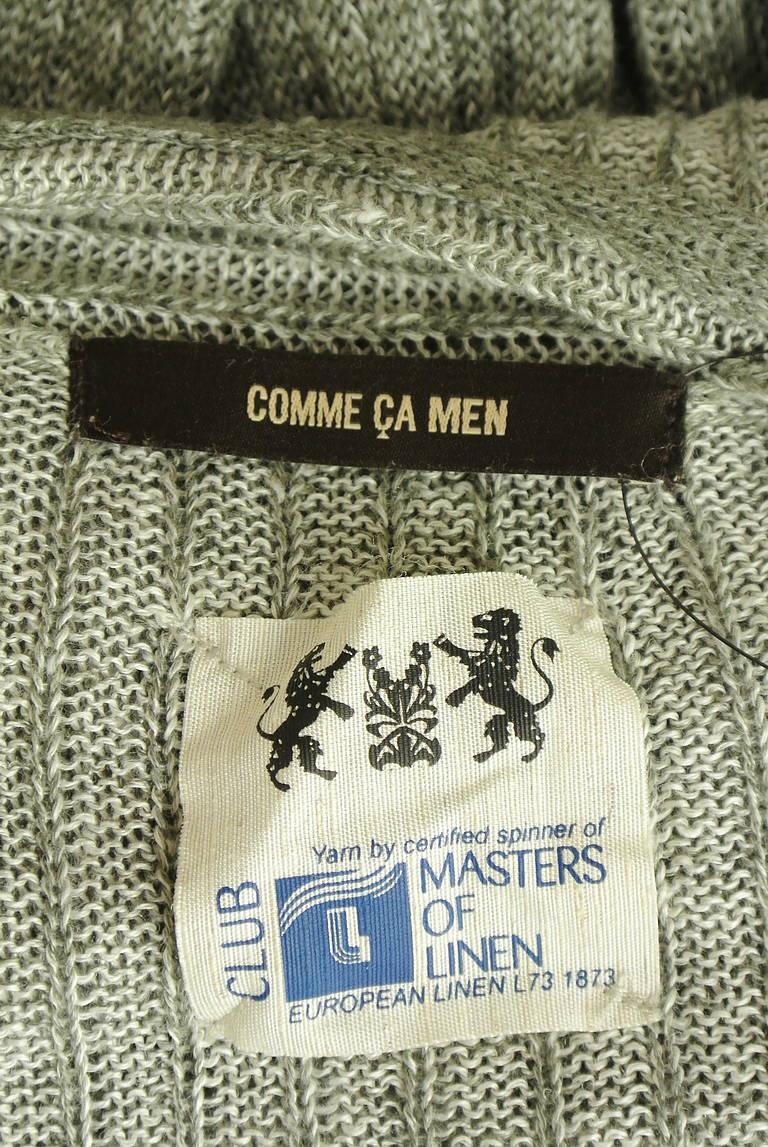 COMME ÇA MEN
Yarn by certified spinner of
CLUB
L
MASTERS
OF
LINEN
EUROPEAN LINEN L73 1873